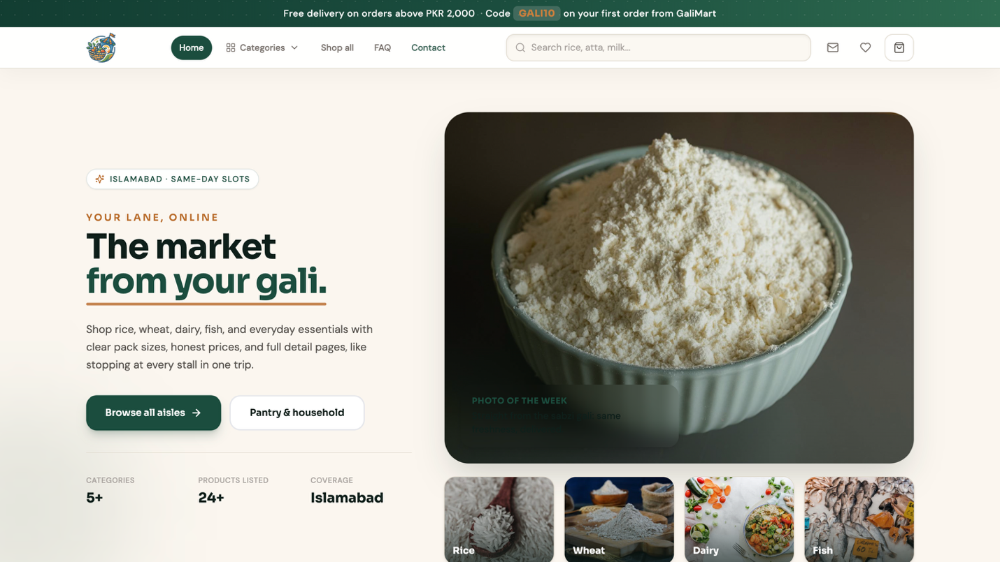 Free delivery on orders above PKR 2,000 · Code GALI10 on your first order from GaliMart
Home Categories Shop all FAQ Contact Search rice, atta, milk...
ISLAMABAD · SAME-DAY SLOTS
YOUR LANE, ONLINE
The market
from your gali.
Shop rice, wheat, dairy, fish, and everyday essentials with
clear pack sizes, honest prices, and full detail pages, like
stopping at every stall in one trip.
Browse all aisles → Pantry & household
CATEGORIES PRODUCTS LISTED COVERAGE
5+ 24+ Islamabad
PHOTO OF THE WEEK
same
Rice Wheat Dairy Fish